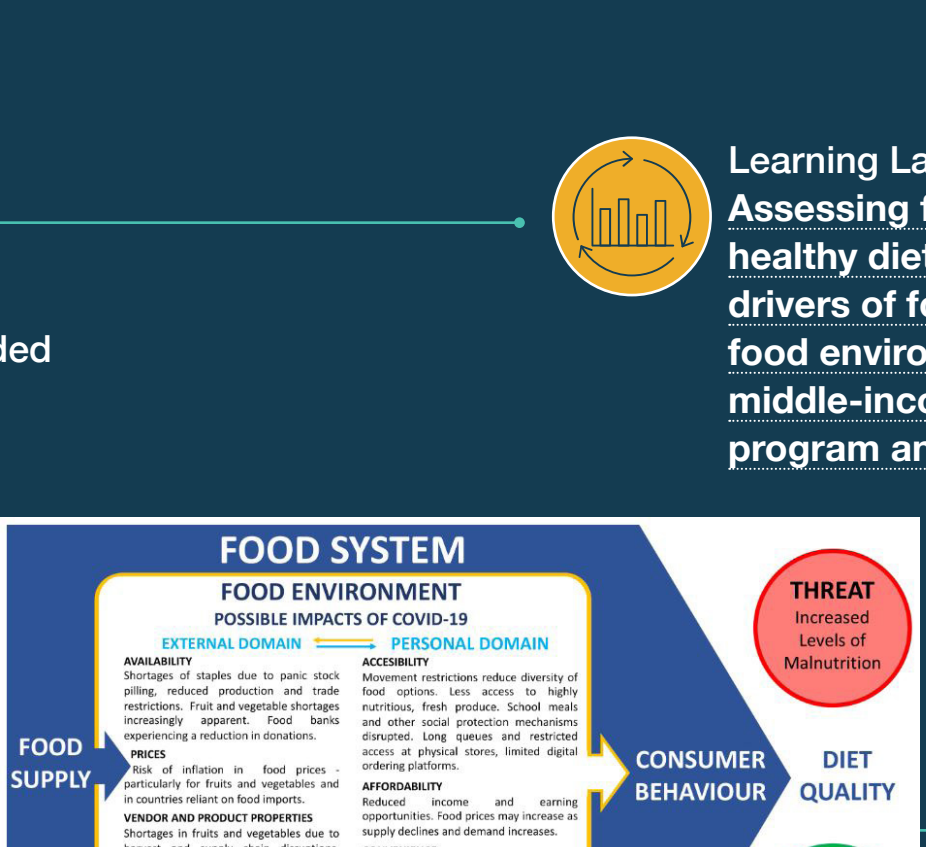 Learning La
Assessing f
healthy diet
drivers of fo
ded
food enviro
middle-inco
program an
FOOD SYSTEM
FOOD ENVIRONMENT
POSSIBLE IMPACTS OF COVID-19
EXTERNAL DOMAIN
PERSONAL DOMAIN
AVAILABILITY
Shortages of staples due to panic stock
pilling, reduced production and trade
restrictions. Fruit and vegetable shortages
increasingly apparent. Food banks
experiencing a reduction in donations.
PRICES
Risk of inflation in food prices -
particularly for fruits and vegetables and
in countries reliant on food imports.
VENDOR AND PRODUCT PROPERTIES
Shortages in fruits and vegetables due to
harvest and supply chain disruptions.
ACCESIBILITY
Movement restrictions reduce diversity of
food options. Less access to highly
nutritious, fresh produce. School meals
and other social protection mechanisms
disrupted. Long queues and restricted
access at physical stores, limited digital
ordering platforms.
AFFORDABILITY
Reduced income and earning
opportunities. Food prices may increase as
supply declines and demand increases.
FOOD
SUPPLY
CONSUMER
BEHAVIOUR
DIET
QUALITY
THREAT
Increased
Levels of
Malnutrition